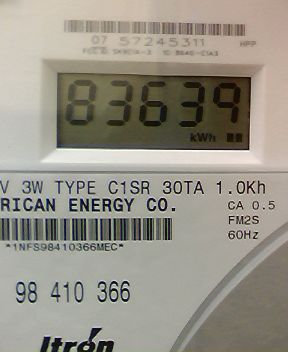 07 57245311 HPP
83639
kWh
V 3W TYPE C1SR 30TA 1.0Kh
RICAN ENERGY CO. CA 0.5
FM2S
*1NFS98410366MEC* 60Hz
98 410 366
Itron